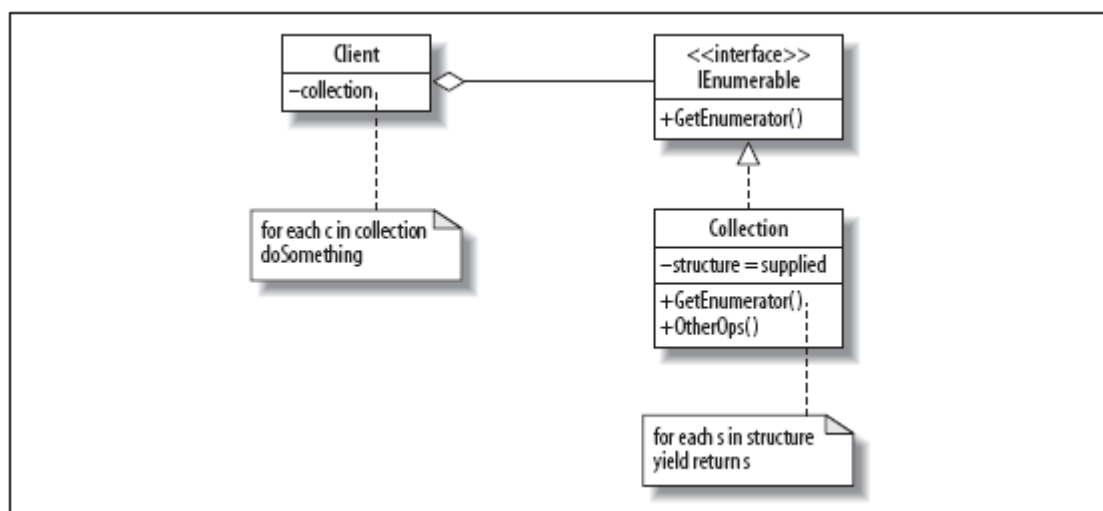 Client
–collection
<<interface>>
IEnumerable
+GetEnumerator()
for each c in collection
doSomething
Collection
–structure = supplied
+GetEnumerator()
+OtherOps()
for each s in structure
yield return s